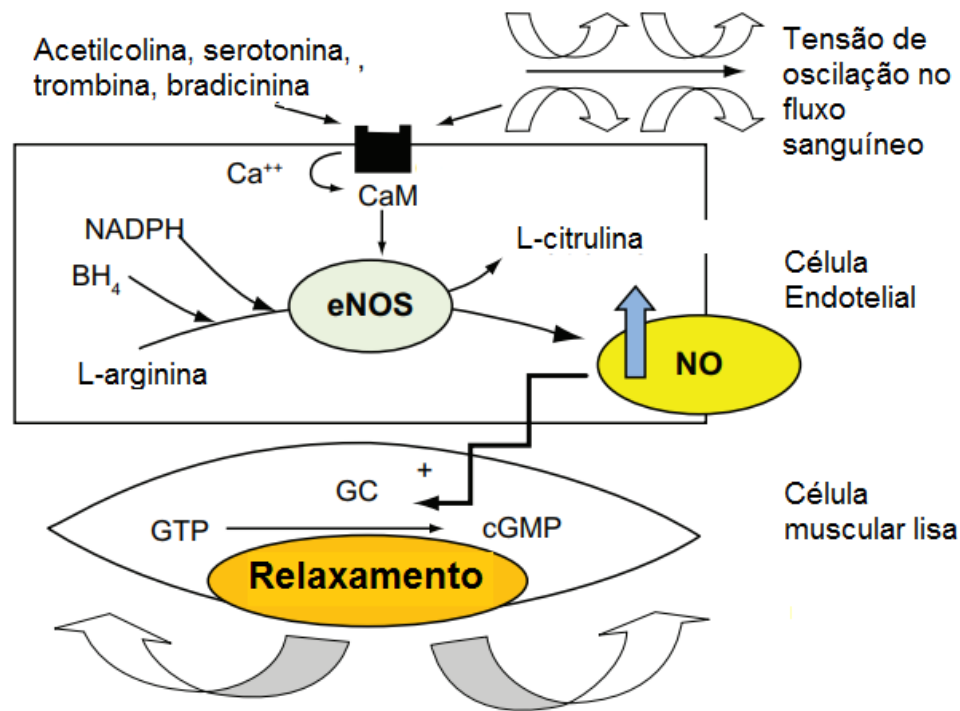 Acetilcolina, serotonina, ,
trombina, bradicinina
Tensão de
oscilação no
fluxo
sanguíneo
Ca++
CaM
NADPH
BH4
L-arginina
eNOS
L-citrulina
NO
Célula
Endotelial
GC
+
GTP
cGMP
Relaxamento
Célula
muscular lisa